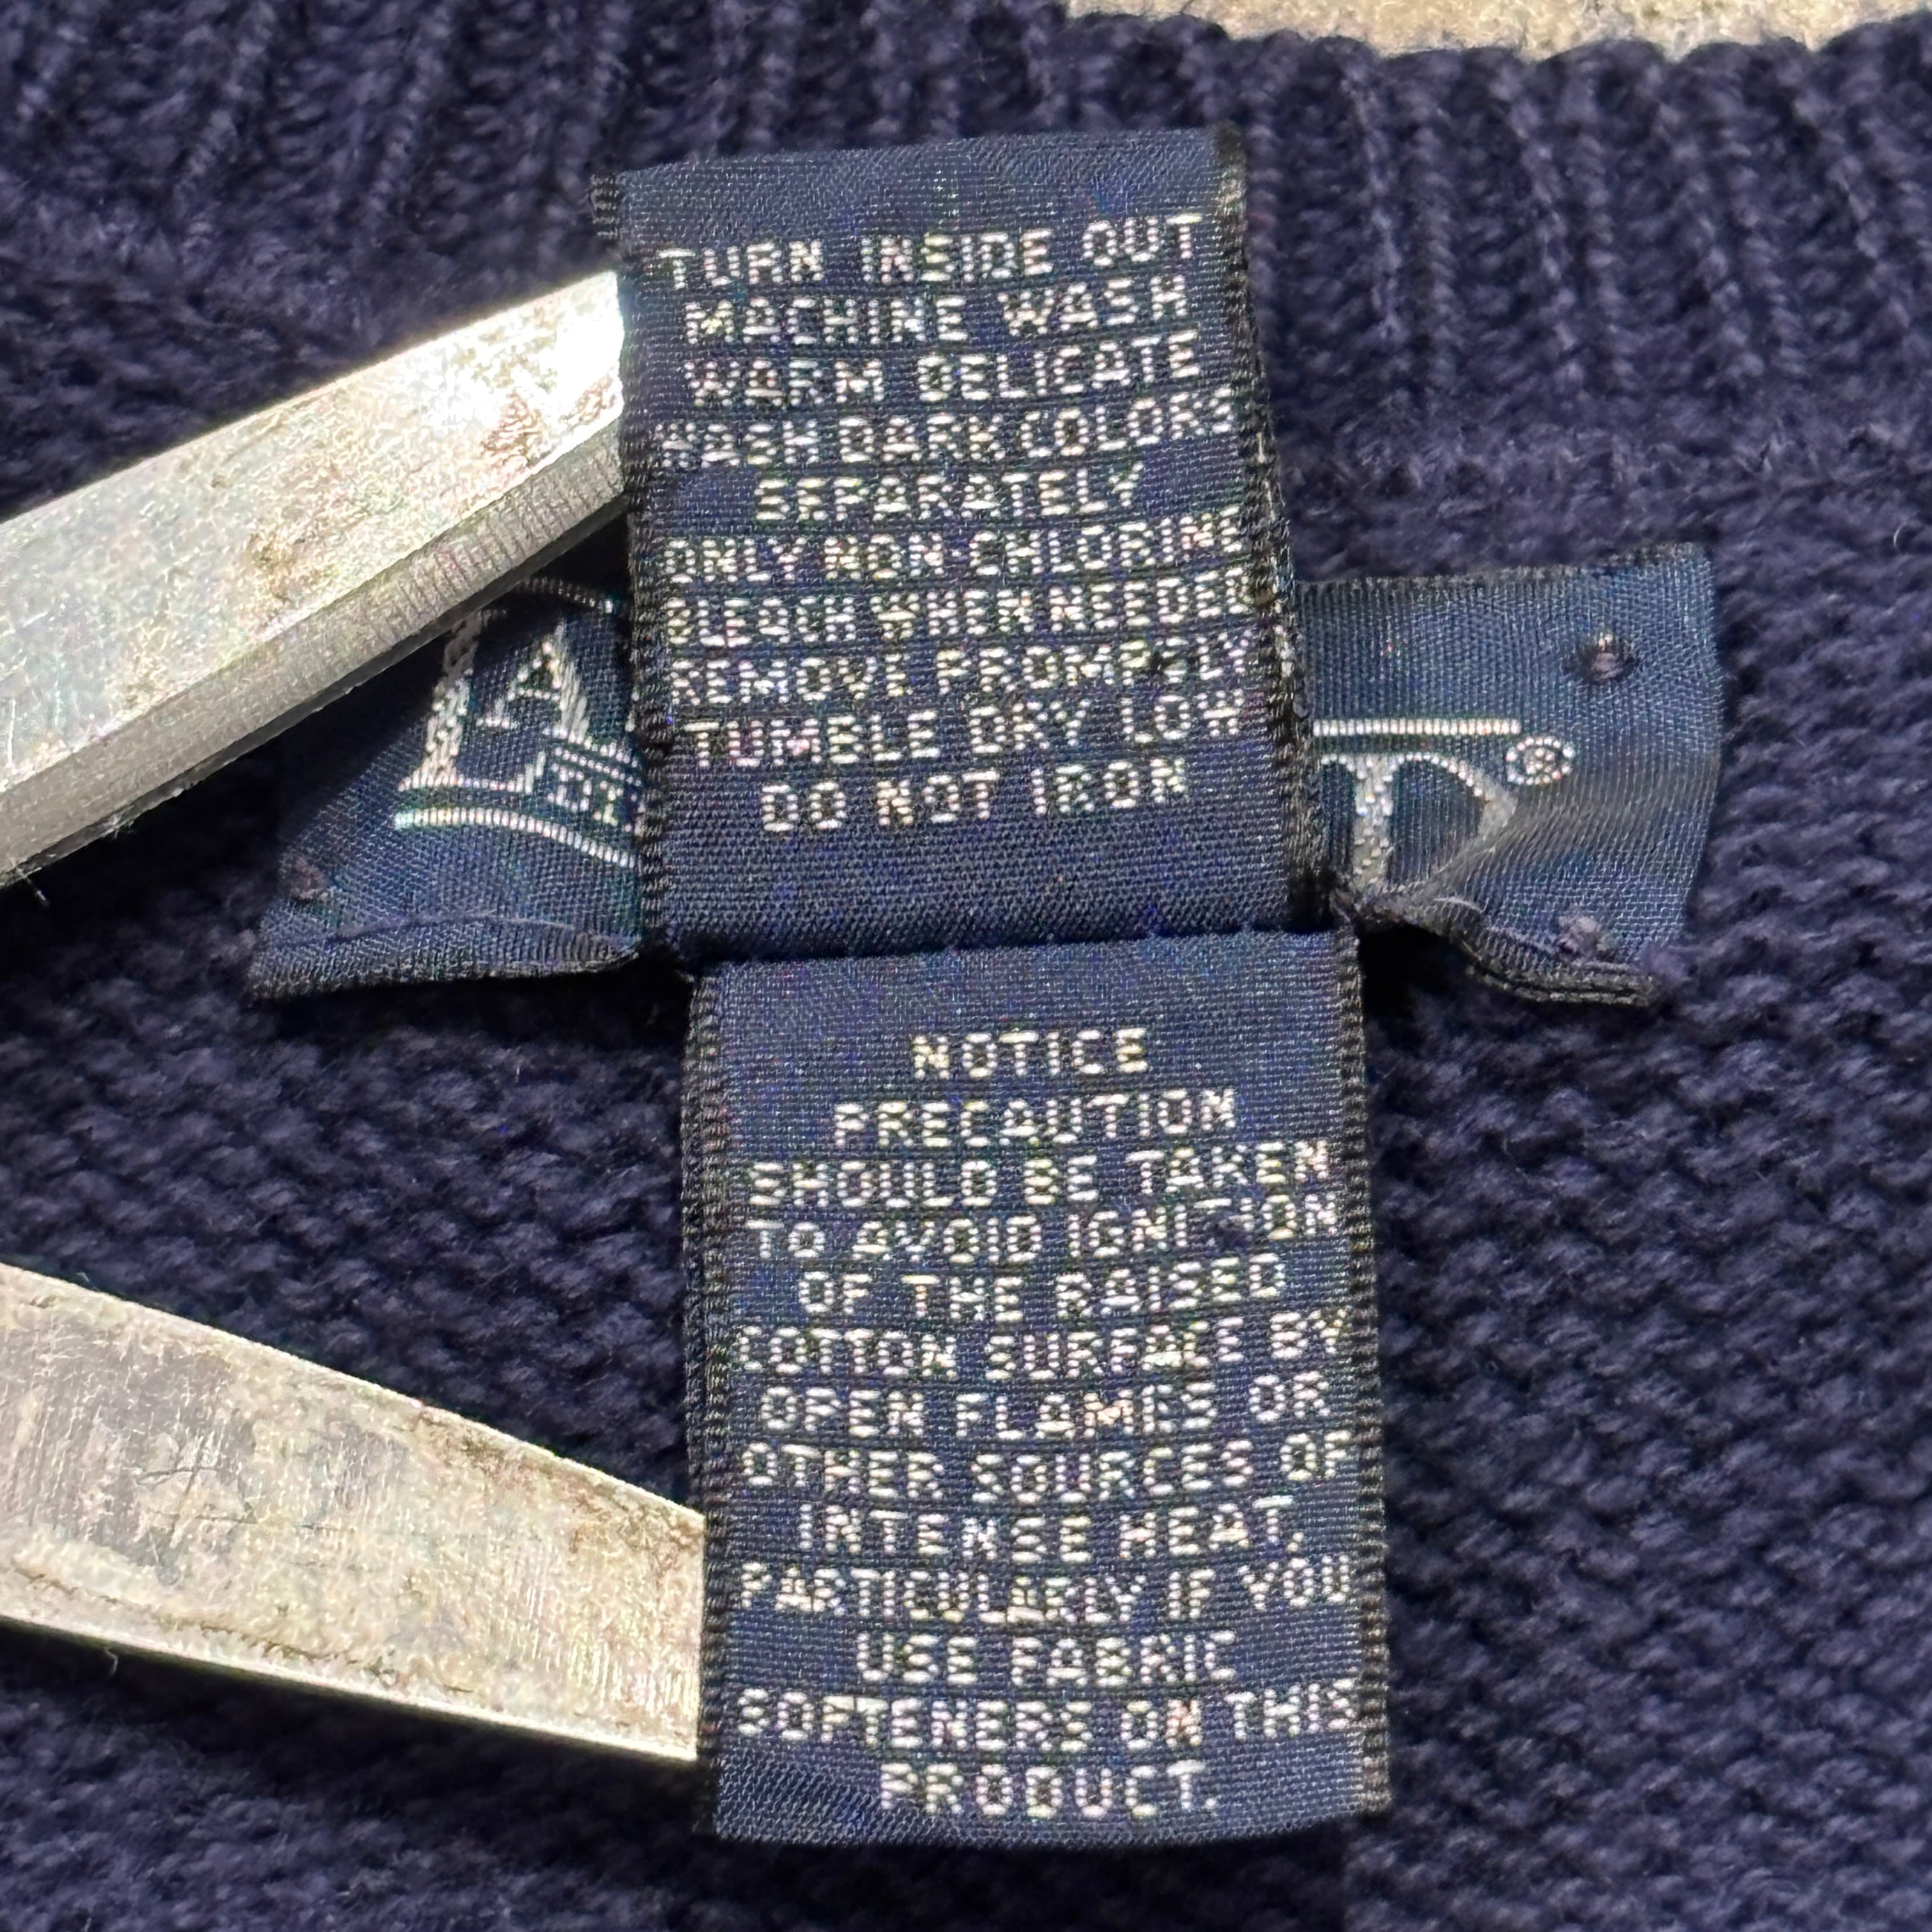 TURN INSIDE OUT
MACHINE WASH
WARM DELICATE
WASH DARK COLORS
SEPARATELY
ONLY NON-CHLORINE
BLEACH WHEN NEEDED
REMOVE PROMPTLY
TUMBLE DRY LOW
DO NOT IRON
®
NOTICE
PRECAUTION
SHOULD BE TAKEN
TO AVOID IGNITION
OF THE RAISED
COTTON SURFACE BY
OPEN FLAMES OR
OTHER SOURCES OF
INTENSE HEAT,
PARTICULARLY IF YOU
USE FABRIC
SOFTENERS ON THIS
PRODUCT.